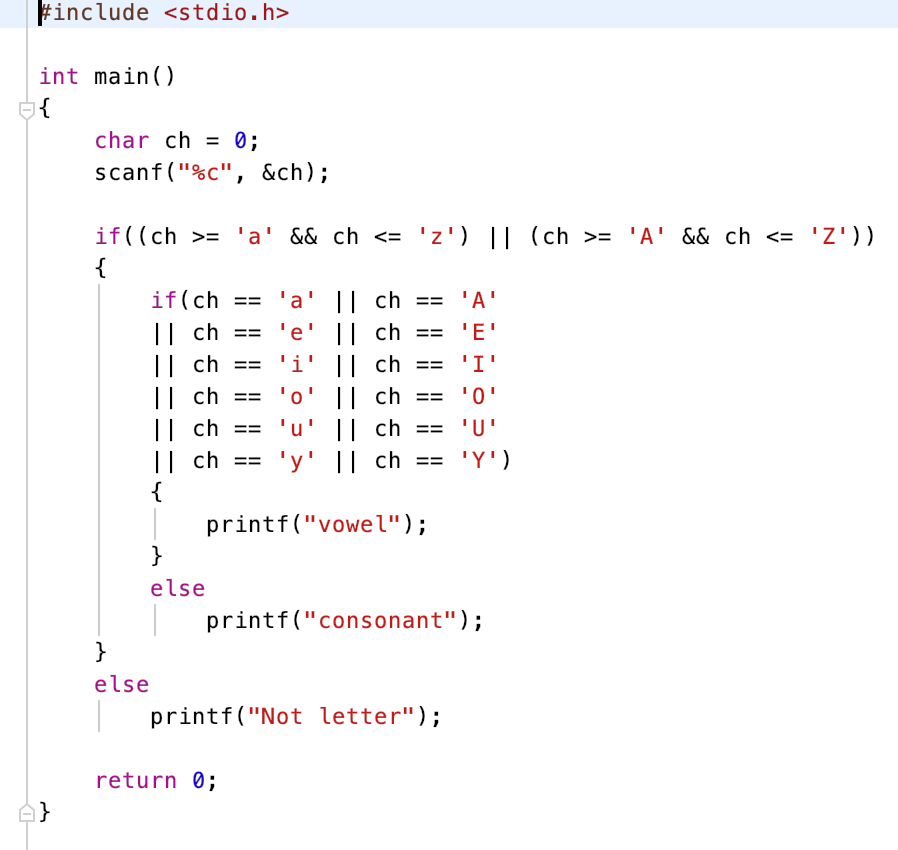 #include <stdio.h>
int main()
{
char ch = 0;
scanf("%c", &ch);
if((ch >= 'a' && ch <= 'z') || (ch >= 'A' && ch <= 'Z'))
{
if(ch == 'a' || ch == 'A'
|| ch == 'e' || ch == 'E'
|| ch == 'i' || ch == 'I'
|| ch == 'o' || ch == 'O'
|| ch == 'u' || ch == 'U'
|| ch == 'y' || ch == 'Y')
{
printf("vowel");
}
else
printf("consonant");
}
else
printf("Not letter");
return 0;
}